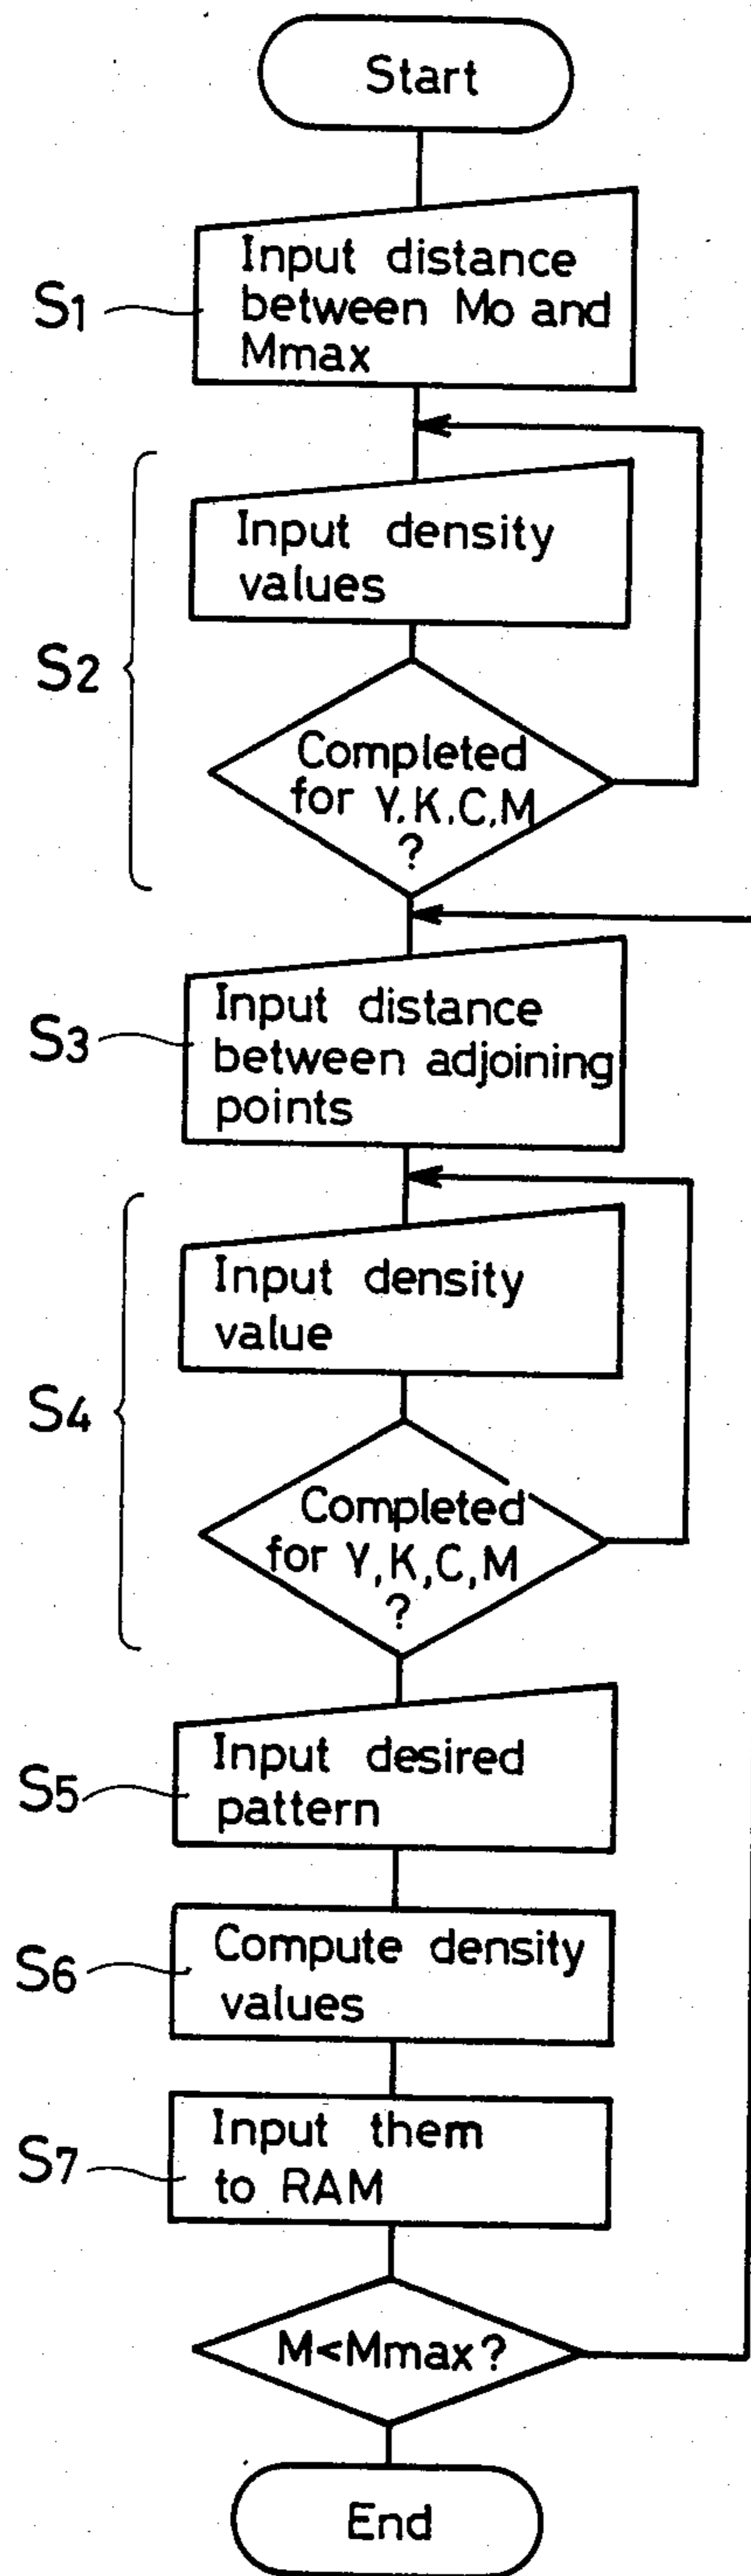 Start
S1
Input distance
between Mo and
Mmax
S2
Input density
values
Completed
for Y.K.C.M
?
S3
Input distance
between adjoining
points
S4
Input density
value
Completed
for Y,K,C,M
?
S5
Input desired
pattern
S6
Compute density
values
S7
Input them
to RAM
M<Mmax?
End